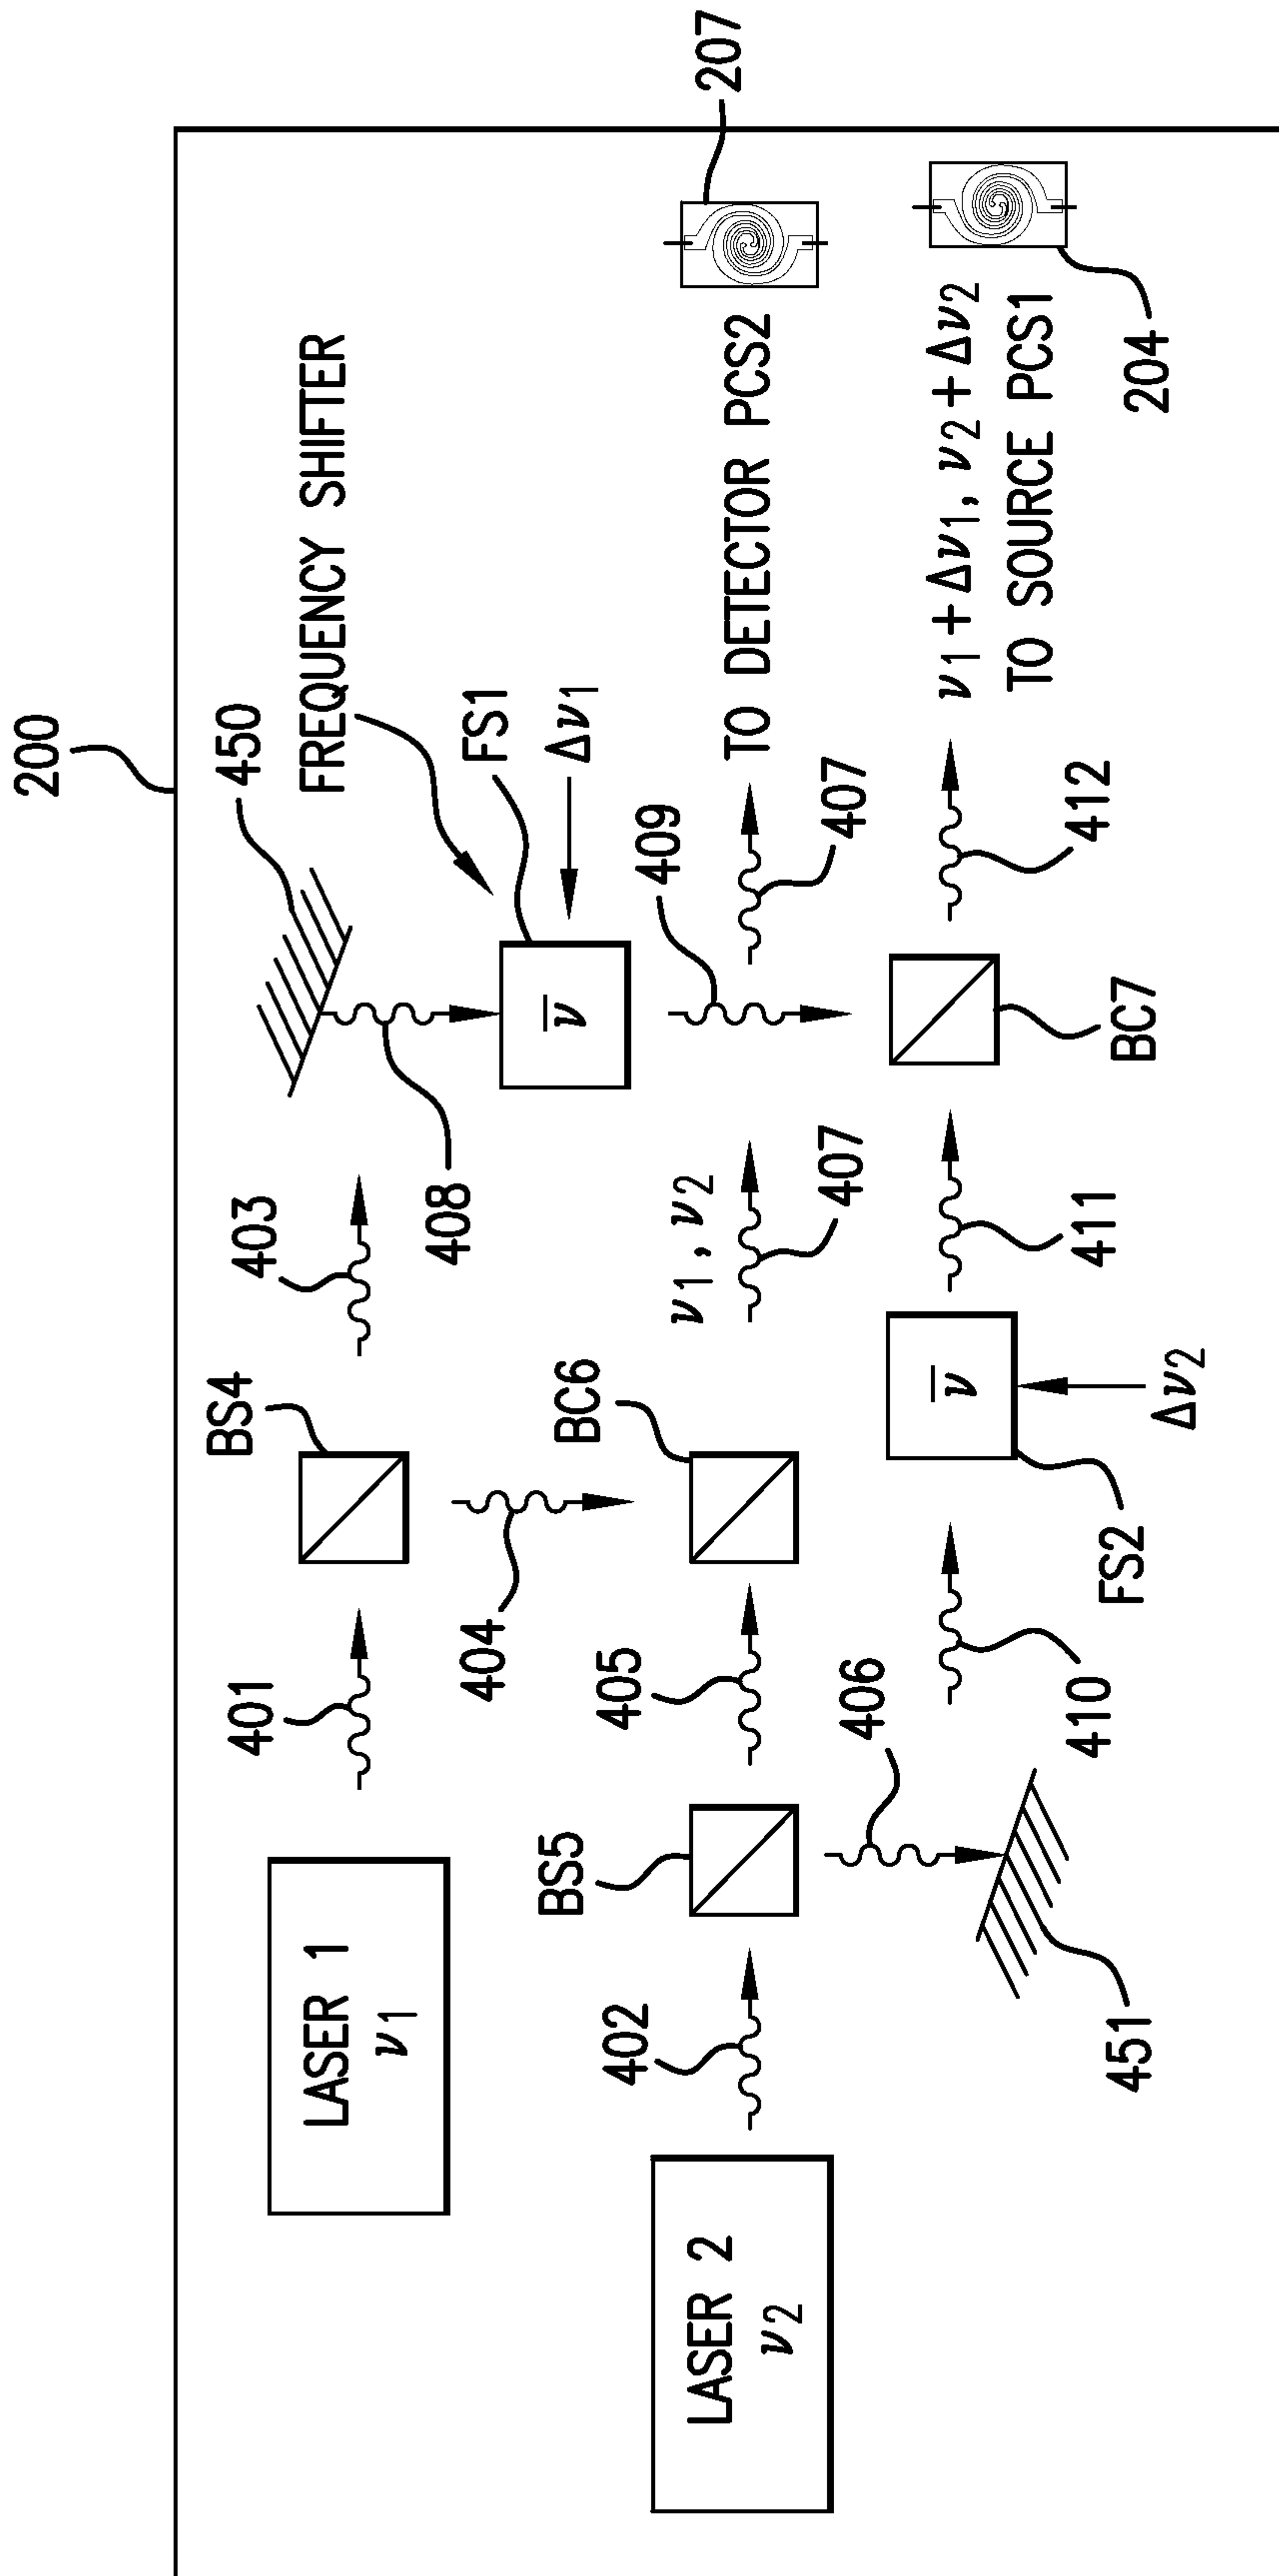 200
LASER 1
ν1
401
BS4
403
450
FREQUENCY SHIFTER
408
FS1
ν̅
Δν1
404
409
LASER 2
ν2
402
BS5
405
BC6
ν1, ν2
407
407
TO DETECTOR PCS2
207
406
451
410
FS2
ν̅
Δν2
411
BC7
412
ν1 + Δν1, ν2 + Δν2
TO SOURCE PCS1
204